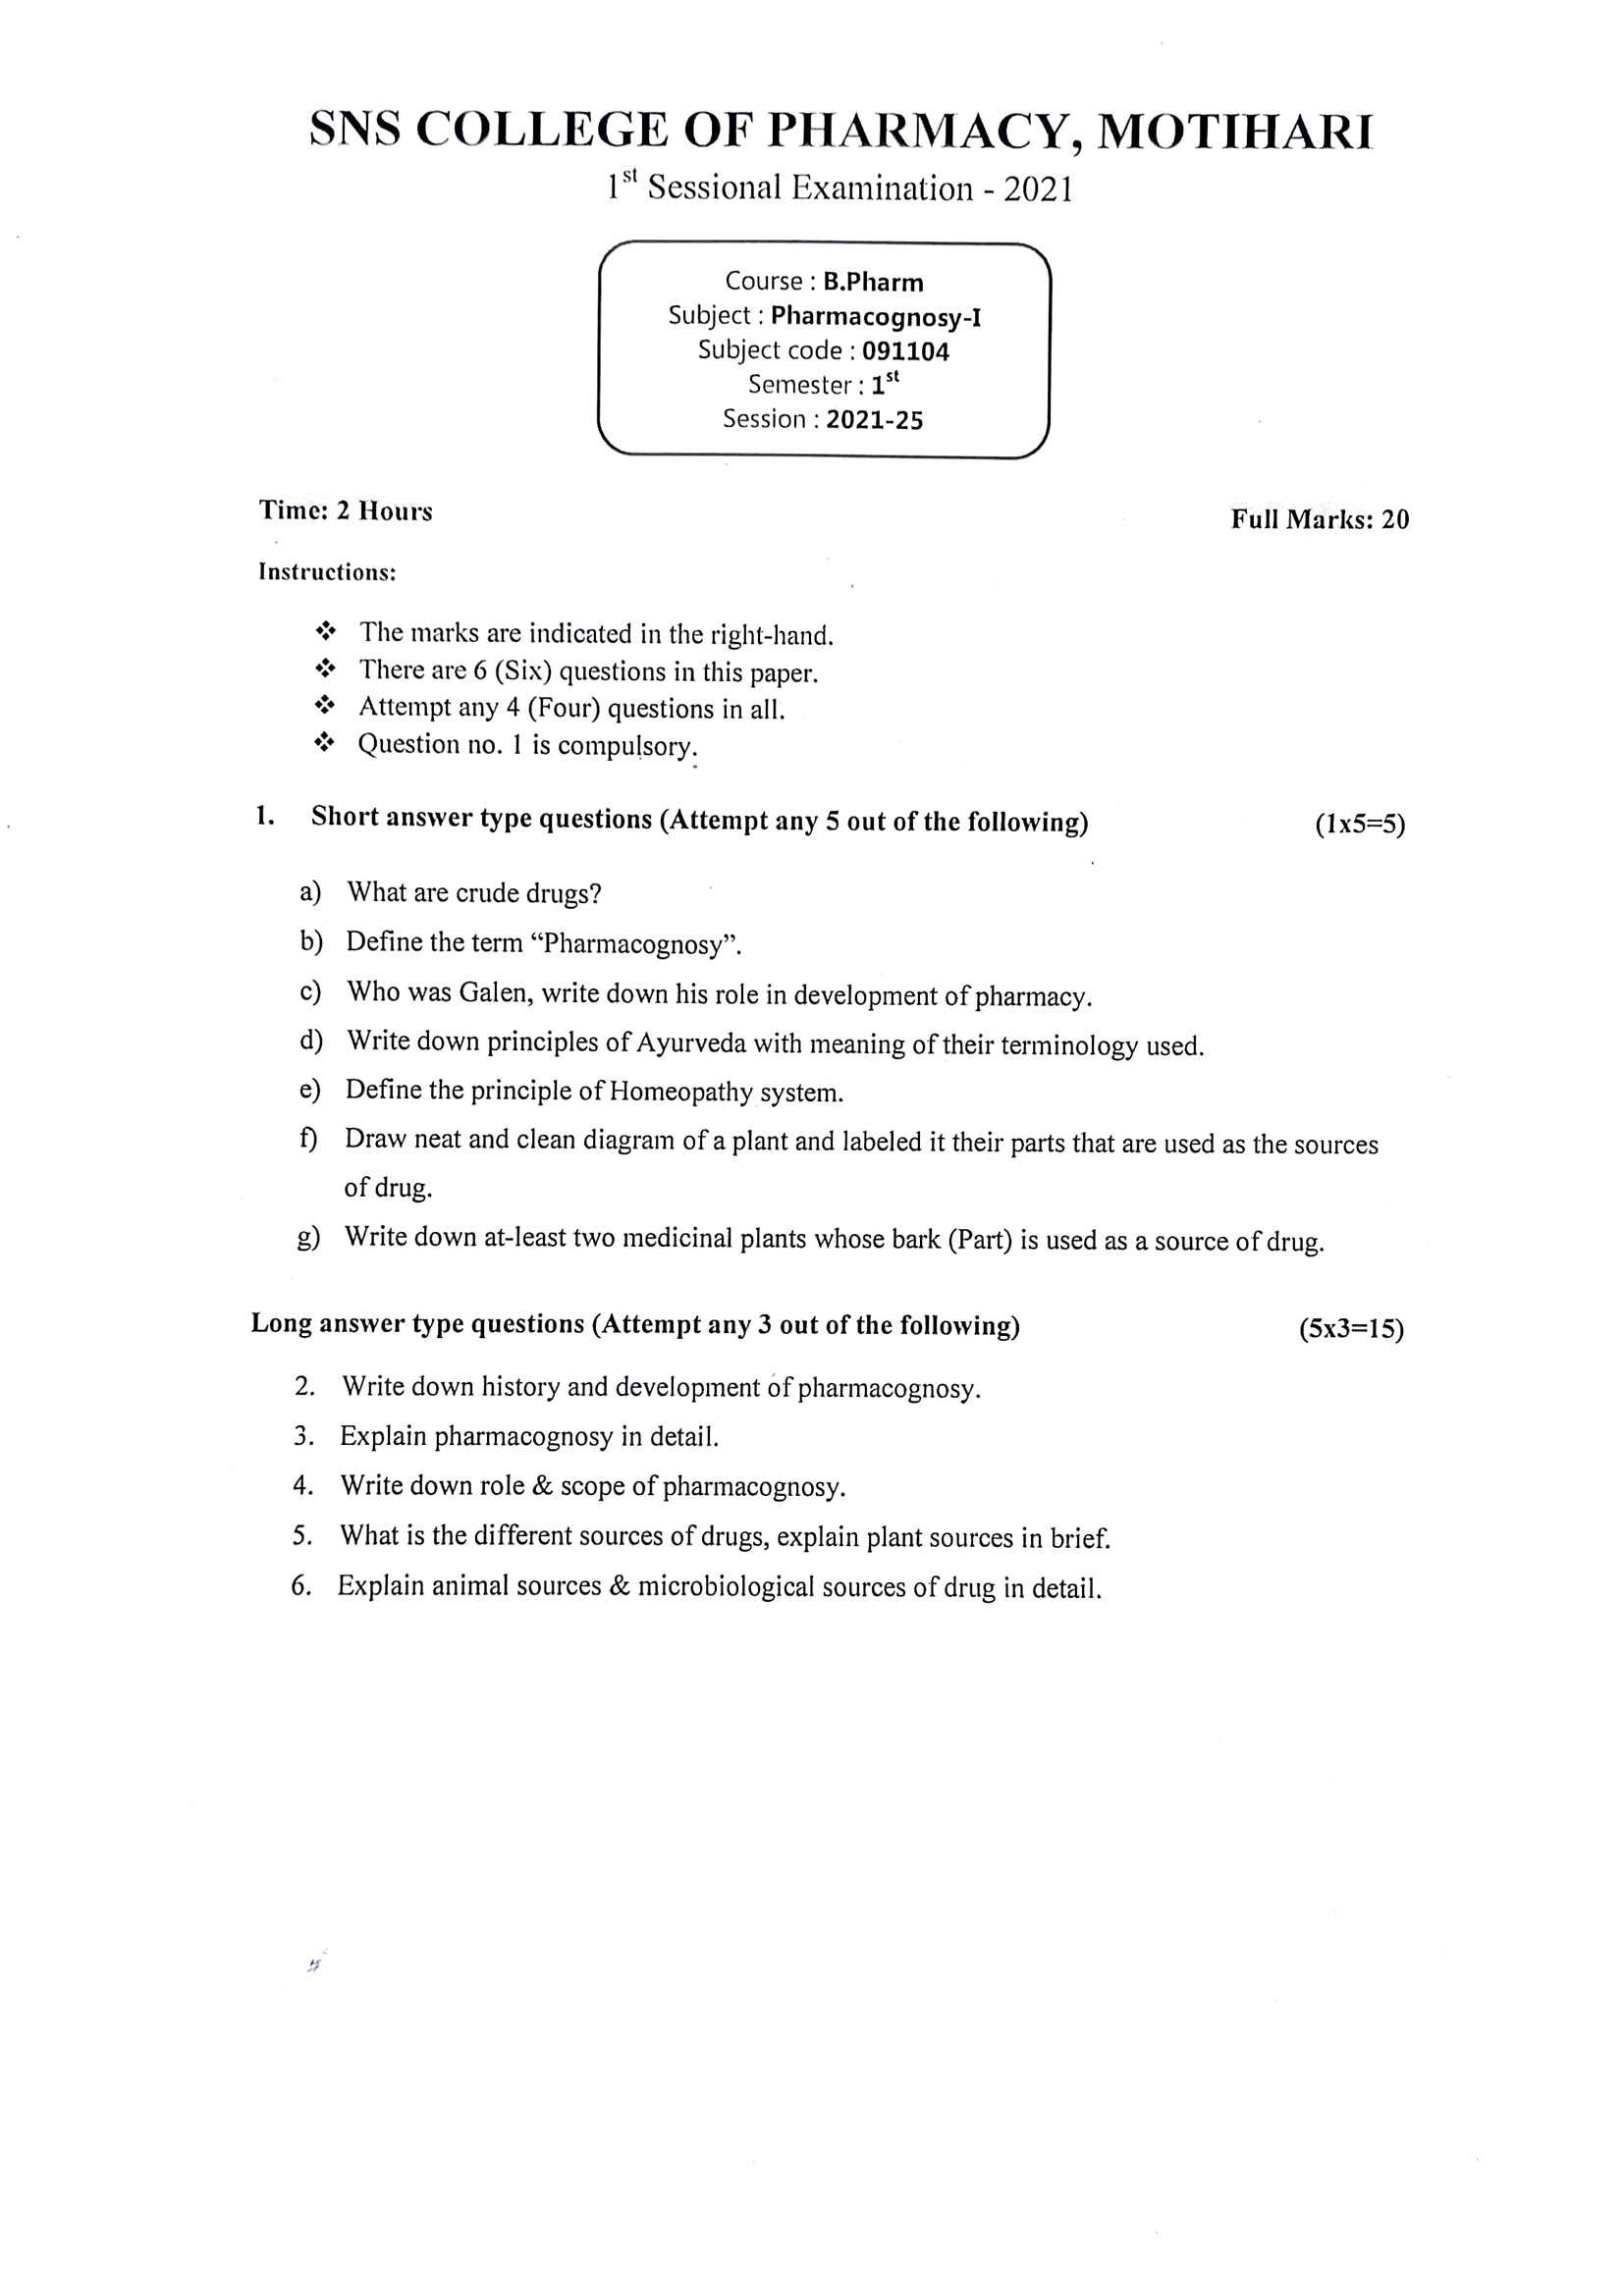 SNS COLLEGE OF PHARMACY, MOTIHARI
1st Sessional Examination - 2021
Course : B.Pharm
Subject : Pharmacognosy-I
Subject code : 091104
Semester : 1st
Session : 2021-25
Time: 2 Hours
Full Marks: 20
Instructions:
❖ The marks are indicated in the right-hand.
❖ There are 6 (Six) questions in this paper.
❖ Attempt any 4 (Four) questions in all.
❖ Question no. 1 is compulsory.
1. Short answer type questions (Attempt any 5 out of the following) (1x5=5)
a) What are crude drugs?
b) Define the term “Pharmacognosy”.
c) Who was Galen, write down his role in development of pharmacy.
d) Write down principles of Ayurveda with meaning of their terminology used.
e) Define the principle of Homeopathy system.
f) Draw neat and clean diagram of a plant and labeled it their parts that are used as the sources
of drug.
g) Write down at-least two medicinal plants whose bark (Part) is used as a source of drug.
Long answer type questions (Attempt any 3 out of the following) (5x3=15)
2. Write down history and development of pharmacognosy.
3. Explain pharmacognosy in detail.
4. Write down role & scope of pharmacognosy.
5. What is the different sources of drugs, explain plant sources in brief.
6. Explain animal sources & microbiological sources of drug in detail.